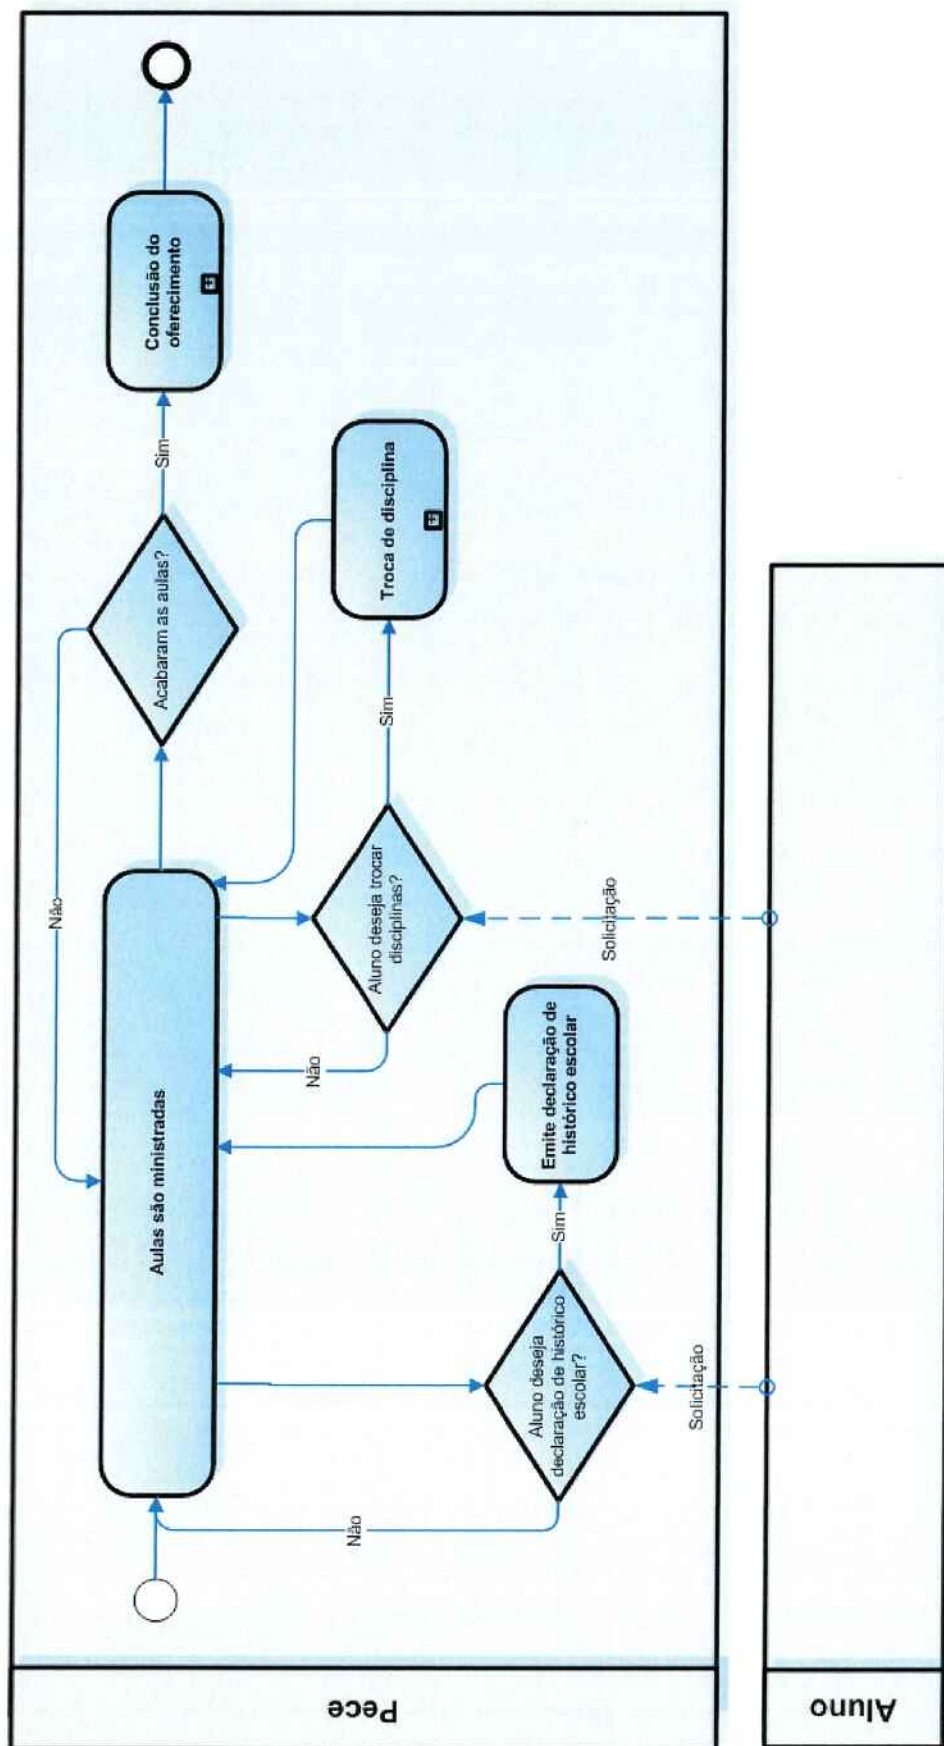 Pece
Aulas são ministradas
Não
Acabaram as aulas?
Sim
Conclusão do
oferecimento
Não
Aluno deseja trocar
disciplinas?
Sim
Troca de disciplina
Não
Aluno deseja
declaração de histórico
escolar?
Sim
Emite declaração de
histórico escolar
Solicitação
Solicitação
Aluno